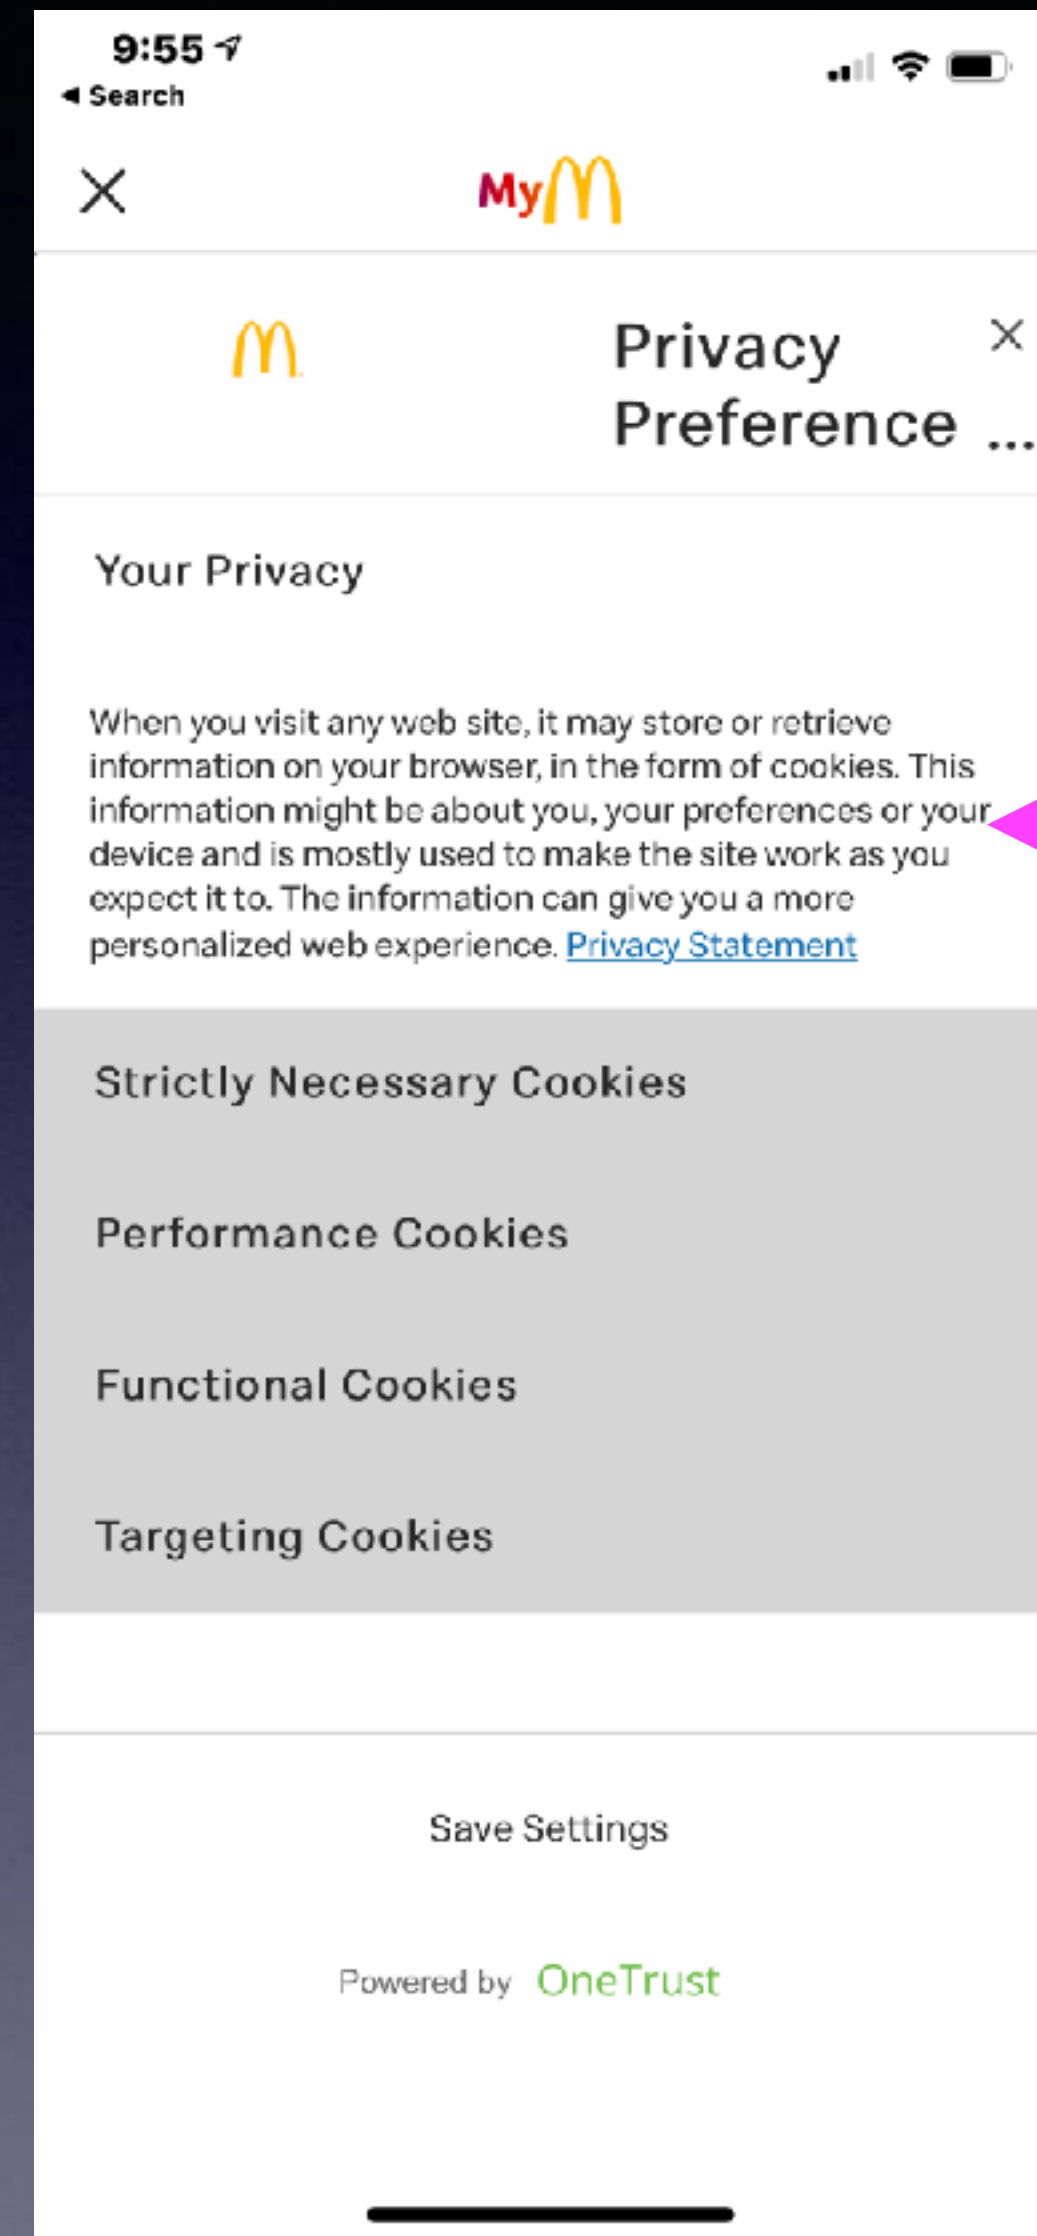 9:55
◀ Search
My
Privacy
Preference ...
Your Privacy
When you visit any web site, it may store or retrieve
information on your browser, in the form of cookies. This
information might be about you, your preferences or your
device and is mostly used to make the site work as you
expect it to. The information can give you a more
personalized web experience. Privacy Statement
Strictly Necessary Cookies
Performance Cookies
Functional Cookies
Targeting Cookies
Save Settings
Powered by OneTrust